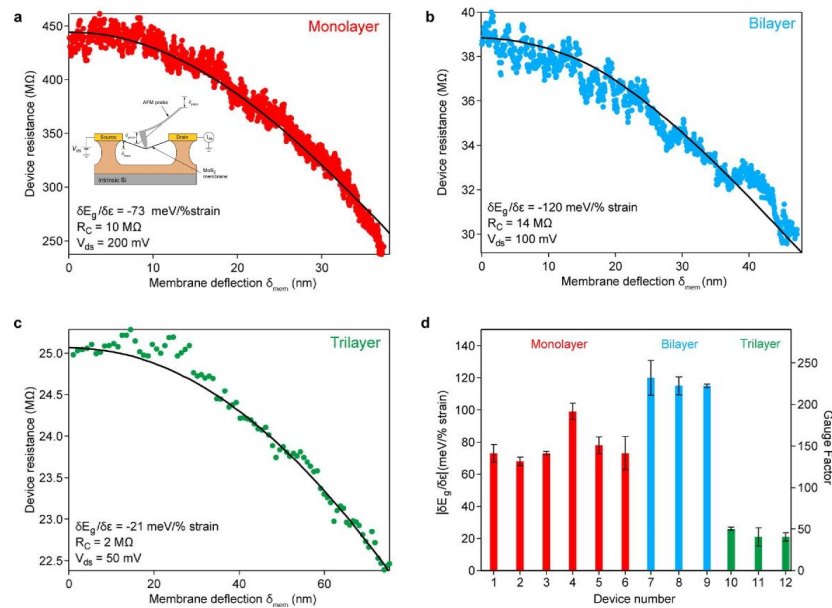 a
Monolayer
Device resistance (MΩ)
450
400
350
300
250
AFM probe
Source
Drain
MoS2
membrane
Intrinsic Si
δEg/δε = -73 meV/%strain
RC = 10 MΩ
Vds = 200 mV
0
10
20
30
Membrane deflection δmem (nm)
b
Bilayer
Device resistance (MΩ)
40
38
36
34
32
30
δEg/δε = -120 meV/% strain
RC = 14 MΩ
Vds = 100 mV
0
10
20
30
40
Membrane deflection δmem (nm)
c
Trilayer
Device resistance (MΩ)
25.0
24.5
24.0
23.5
23.0
22.5
δEg/δε = -21 meV/% strain
RC = 2 MΩ
Vds = 50 mV
0
20
40
60
Membrane deflection δmem (nm)
d
Monolayer
Bilayer
Trilayer
|δEg/δε|(meV/% strain)
140
120
100
80
60
40
20
0
250
200
150
100
50
0
Gauge Factor
1 2 3 4 5 6 7 8 9 10 11 12
Device number